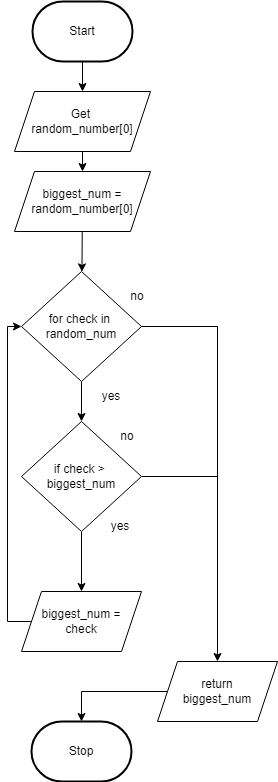 Start
Get
random_number[0]
biggest_num =
random_number[0]
no
for check in
random_num
yes
no
if check >
biggest_num
yes
biggest_num =
check
return
biggest_num
Stop